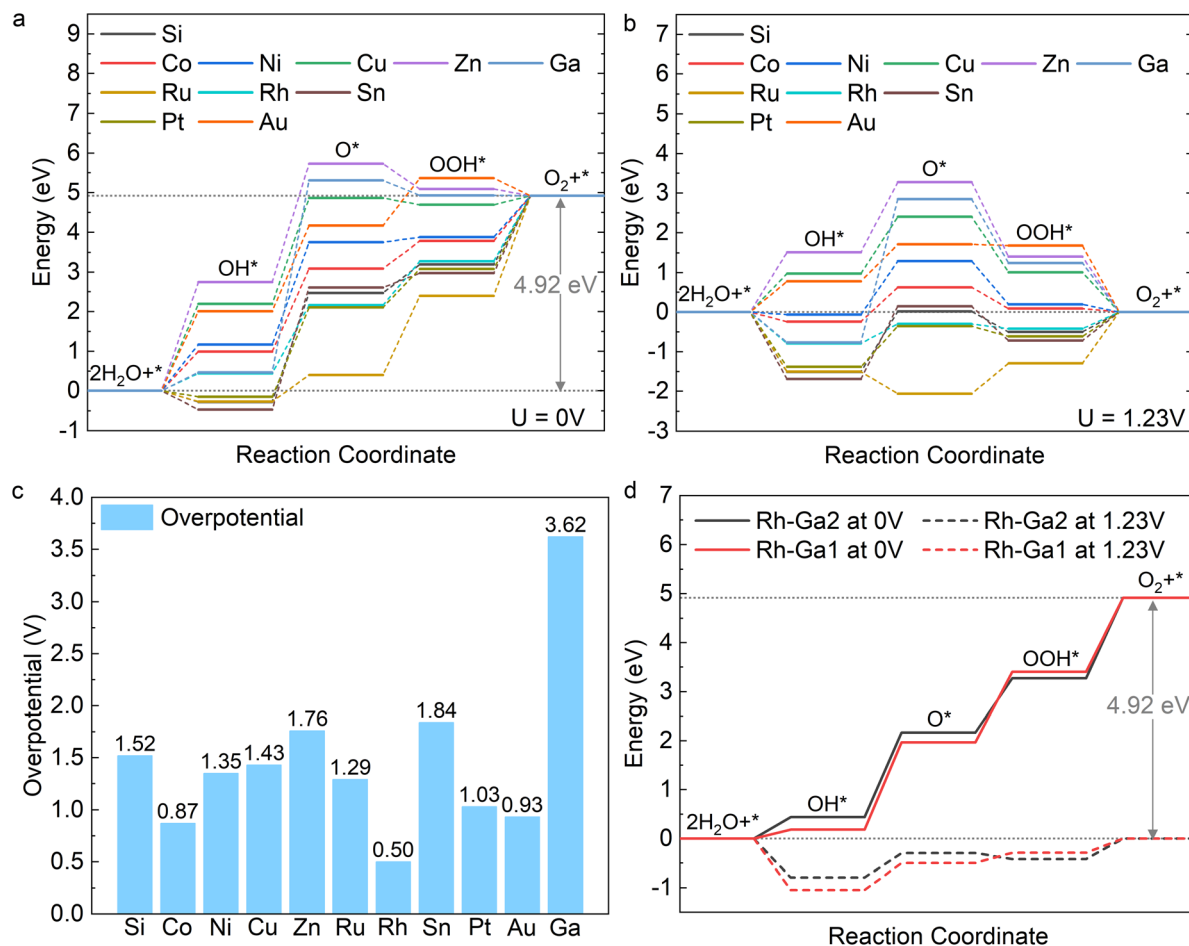 a
Si
Co Ni Cu Zn Ga
Ru Rh Sn
Pt Au
9
8
7
6
5
4
3
2
1
0
-1
Energy (eV)
2H₂O+*
OH*
O*
OOH*
O₂+*
4.92 eV
U = 0V
Reaction Coordinate
b
Si
Co Ni Cu Zn Ga
Ru Rh Sn
Pt Au
7
6
5
4
3
2
1
0
-1
-2
-3
Energy (eV)
2H₂O+*
OH*
O*
OOH*
O₂+*
U = 1.23V
Reaction Coordinate
c
Overpotential
4.0
3.5
3.0
2.5
2.0
1.5
1.0
0.5
0.0
Overpotential (V)
1.52 0.87 1.35 1.43 1.76 1.29 0.50 1.84 1.03 0.93 3.62
Si Co Ni Cu Zn Ru Rh Sn Pt Au Ga
d
Rh-Ga2 at 0V Rh-Ga2 at 1.23V
Rh-Ga1 at 0V Rh-Ga1 at 1.23V
7
6
5
4
3
2
1
0
-1
Energy (eV)
2H₂O+*
OH*
O*
OOH*
O₂+*
4.92 eV
Reaction Coordinate